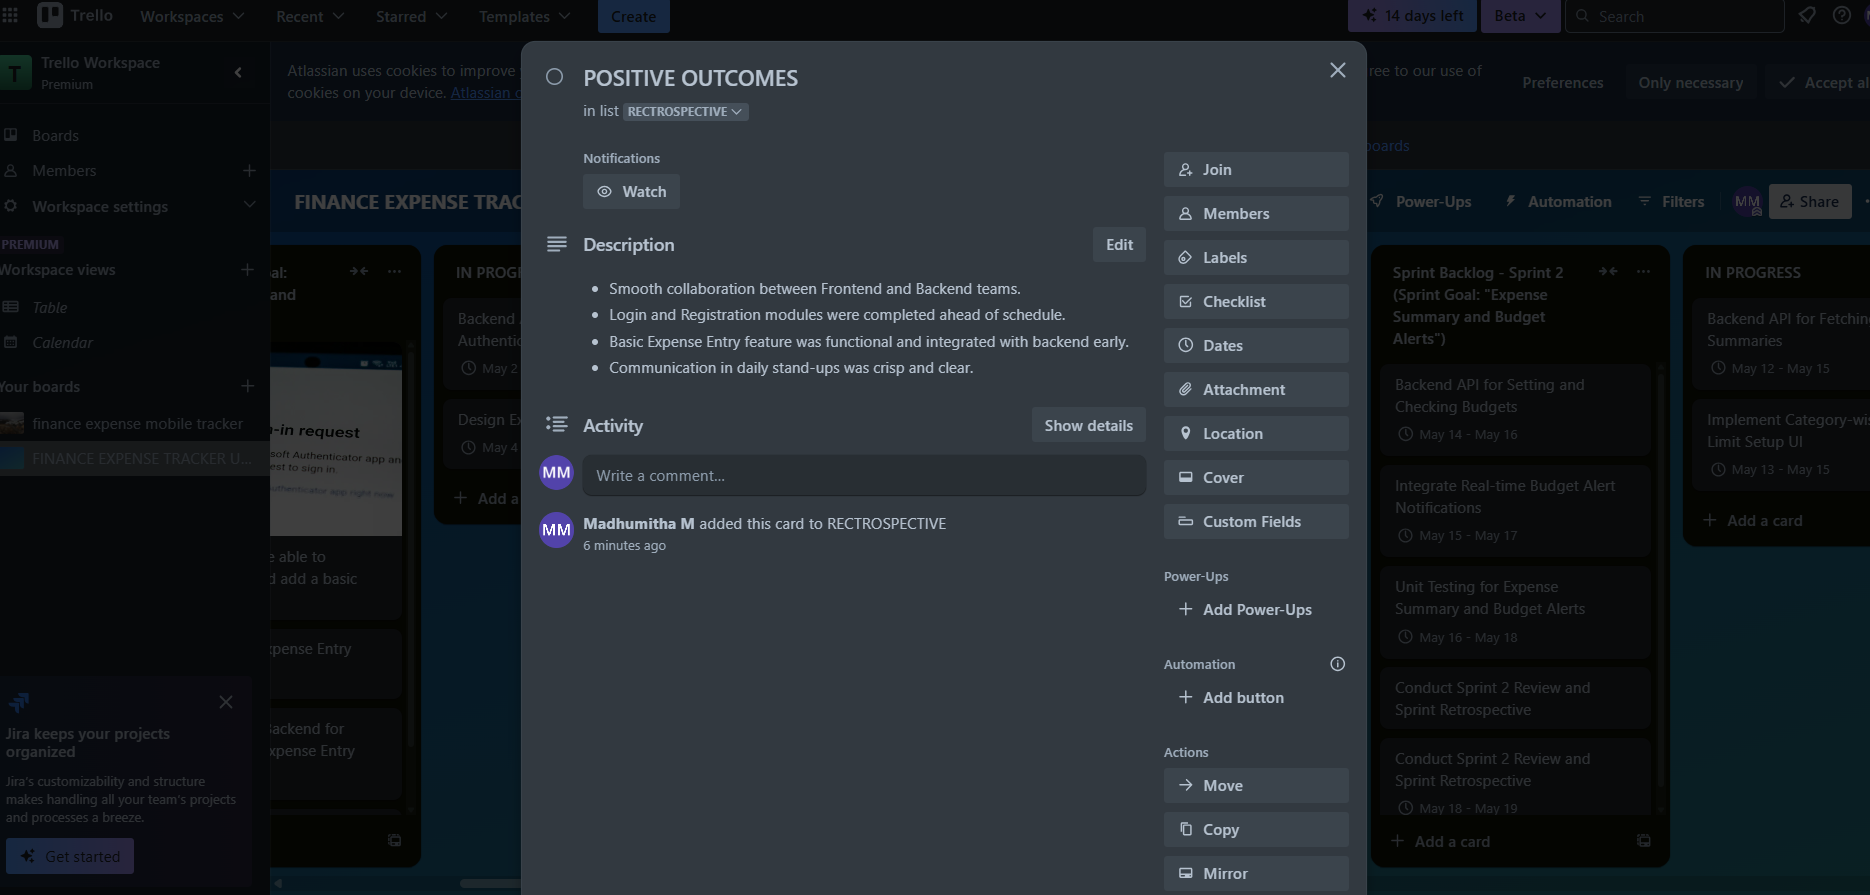 Trello
Workspaces
Recent
Starred
Templates
Create
14 days left
Beta
Search
Trello Workspace
Premium
Boards
Members
Workspace settings
PREMIUM
Workspace views
Table
Calendar
Your boards
finance expense mobile tracker
FINANCE EXPENSE TRACKER U...
Jira keeps your projects
organized
Jira's customizability and structure
makes handling all your team's projects
and processes a breeze.
Get started
Atlassian uses cookies to improve
cookies on your device. Atlassian
ree to our use of
Preferences
Only necessary
Accept al
boards
FINANCE EXPENSE TRAC
Power-Ups
Automation
Filters
MM
Share
al:
and
-in request
soft Authenticator app an
est to sign in.
uthenticator app right now
e able to
d add a basic
pense Entry
ackend for
xpense Entry
IN PROGR
Backend
Authentic
May 2
Design Ex
May 4
Add a
POSITIVE OUTCOMES
in list RECTROSPECTIVE
Notifications
Watch
Description
Edit
• Smooth collaboration between Frontend and Backend teams.
• Login and Registration modules were completed ahead of schedule.
• Basic Expense Entry feature was functional and integrated with backend early.
• Communication in daily stand-ups was crisp and clear.
Activity
Show details
MM
Write a comment...
MM
Madhumitha M added this card to RECTROSPECTIVE
6 minutes ago
Join
Members
Labels
Checklist
Dates
Attachment
Location
Cover
Custom Fields
Power-Ups
Add Power-Ups
Automation
Add button
Actions
Move
Copy
Mirror
Sprint Backlog - Sprint 2
(Sprint Goal: "Expense
Summary and Budget
Alerts")
Backend API for Setting and
Checking Budgets
May 14 - May 16
Integrate Real-time Budget Alert
Notifications
May 15 - May 17
Unit Testing for Expense
Summary and Budget Alerts
May 16 - May 18
Conduct Sprint 2 Review and
Sprint Retrospective
Conduct Sprint 2 Review and
Sprint Retrospective
May 18 - May 19
Add a card
IN PROGRESS
Backend API for Fetching
Summaries
May 12 - May 15
Implement Category-wis
Limit Setup UI
May 13 - May 15
Add a card